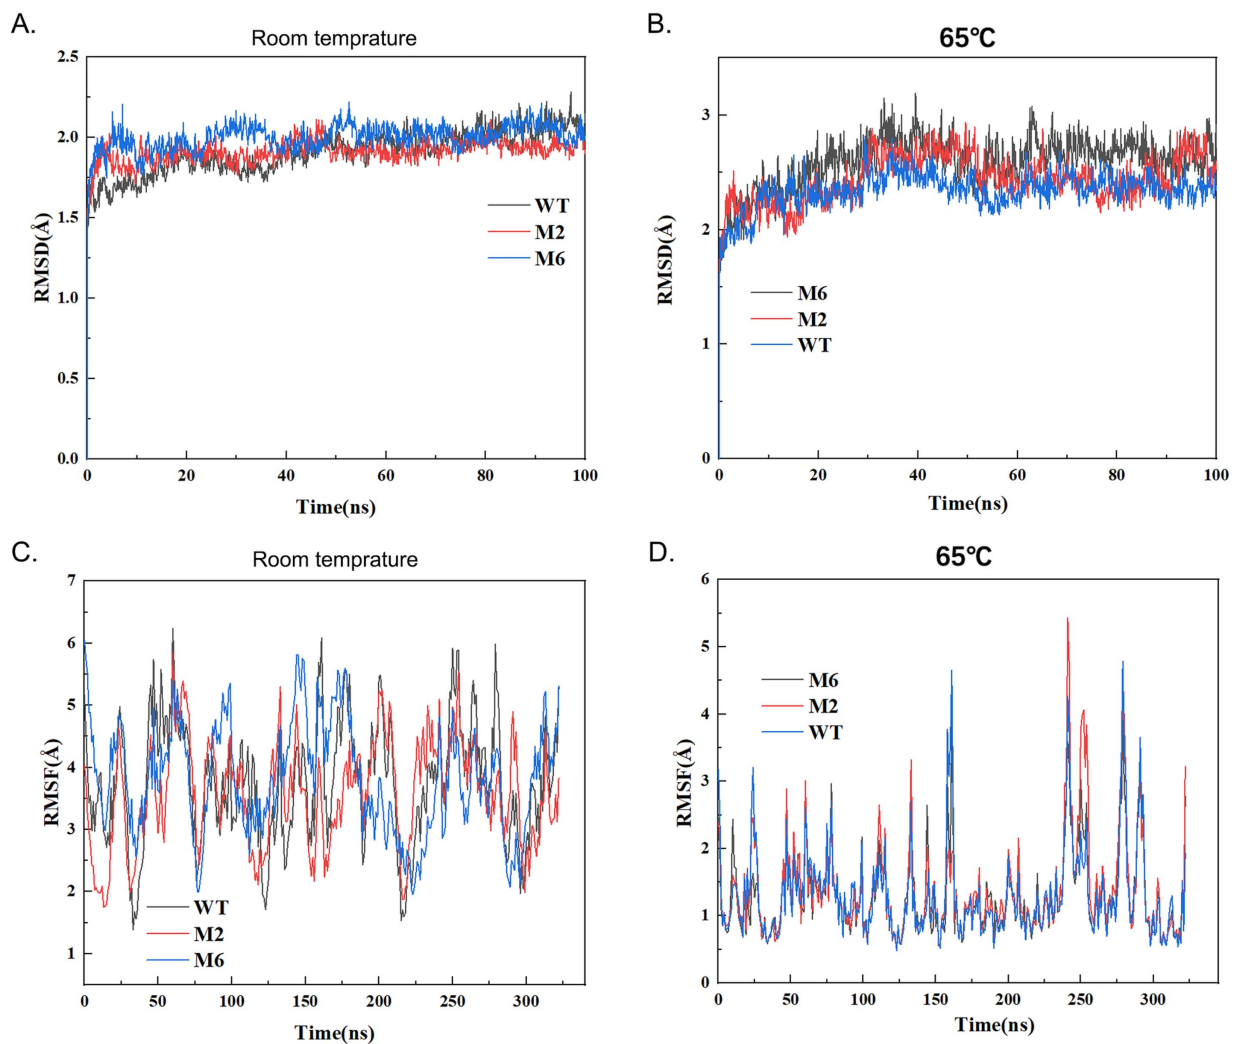 A.
Room temprature
2.5
2.0
1.5
1.0
0.5
0.0
RMSD(Å)
WT
M2
M6
0 20 40 60 80 100
Time(ns)
B.
65℃
3
2
1
0
RMSD(Å)
M6
M2
WT
0 20 40 60 80 100
Time(ns)
C.
Room temprature
7
6
5
4
3
2
1
RMSF(Å)
WT
M2
M6
0 50 100 150 200 250 300
Time(ns)
D.
65℃
6
5
4
3
2
1
0
RMSF(Å)
M6
M2
WT
0 50 100 150 200 250 300
Time(ns)